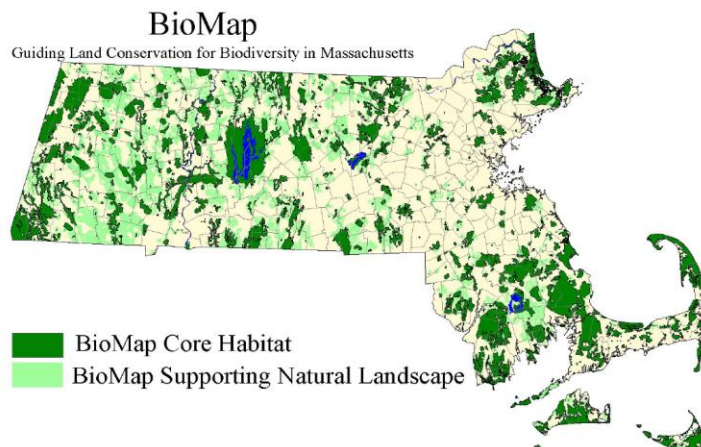 BioMap
Guiding Land Conservation for Biodiversity in Massachusetts
BioMap Core Habitat
BioMap Supporting Natural Landscape